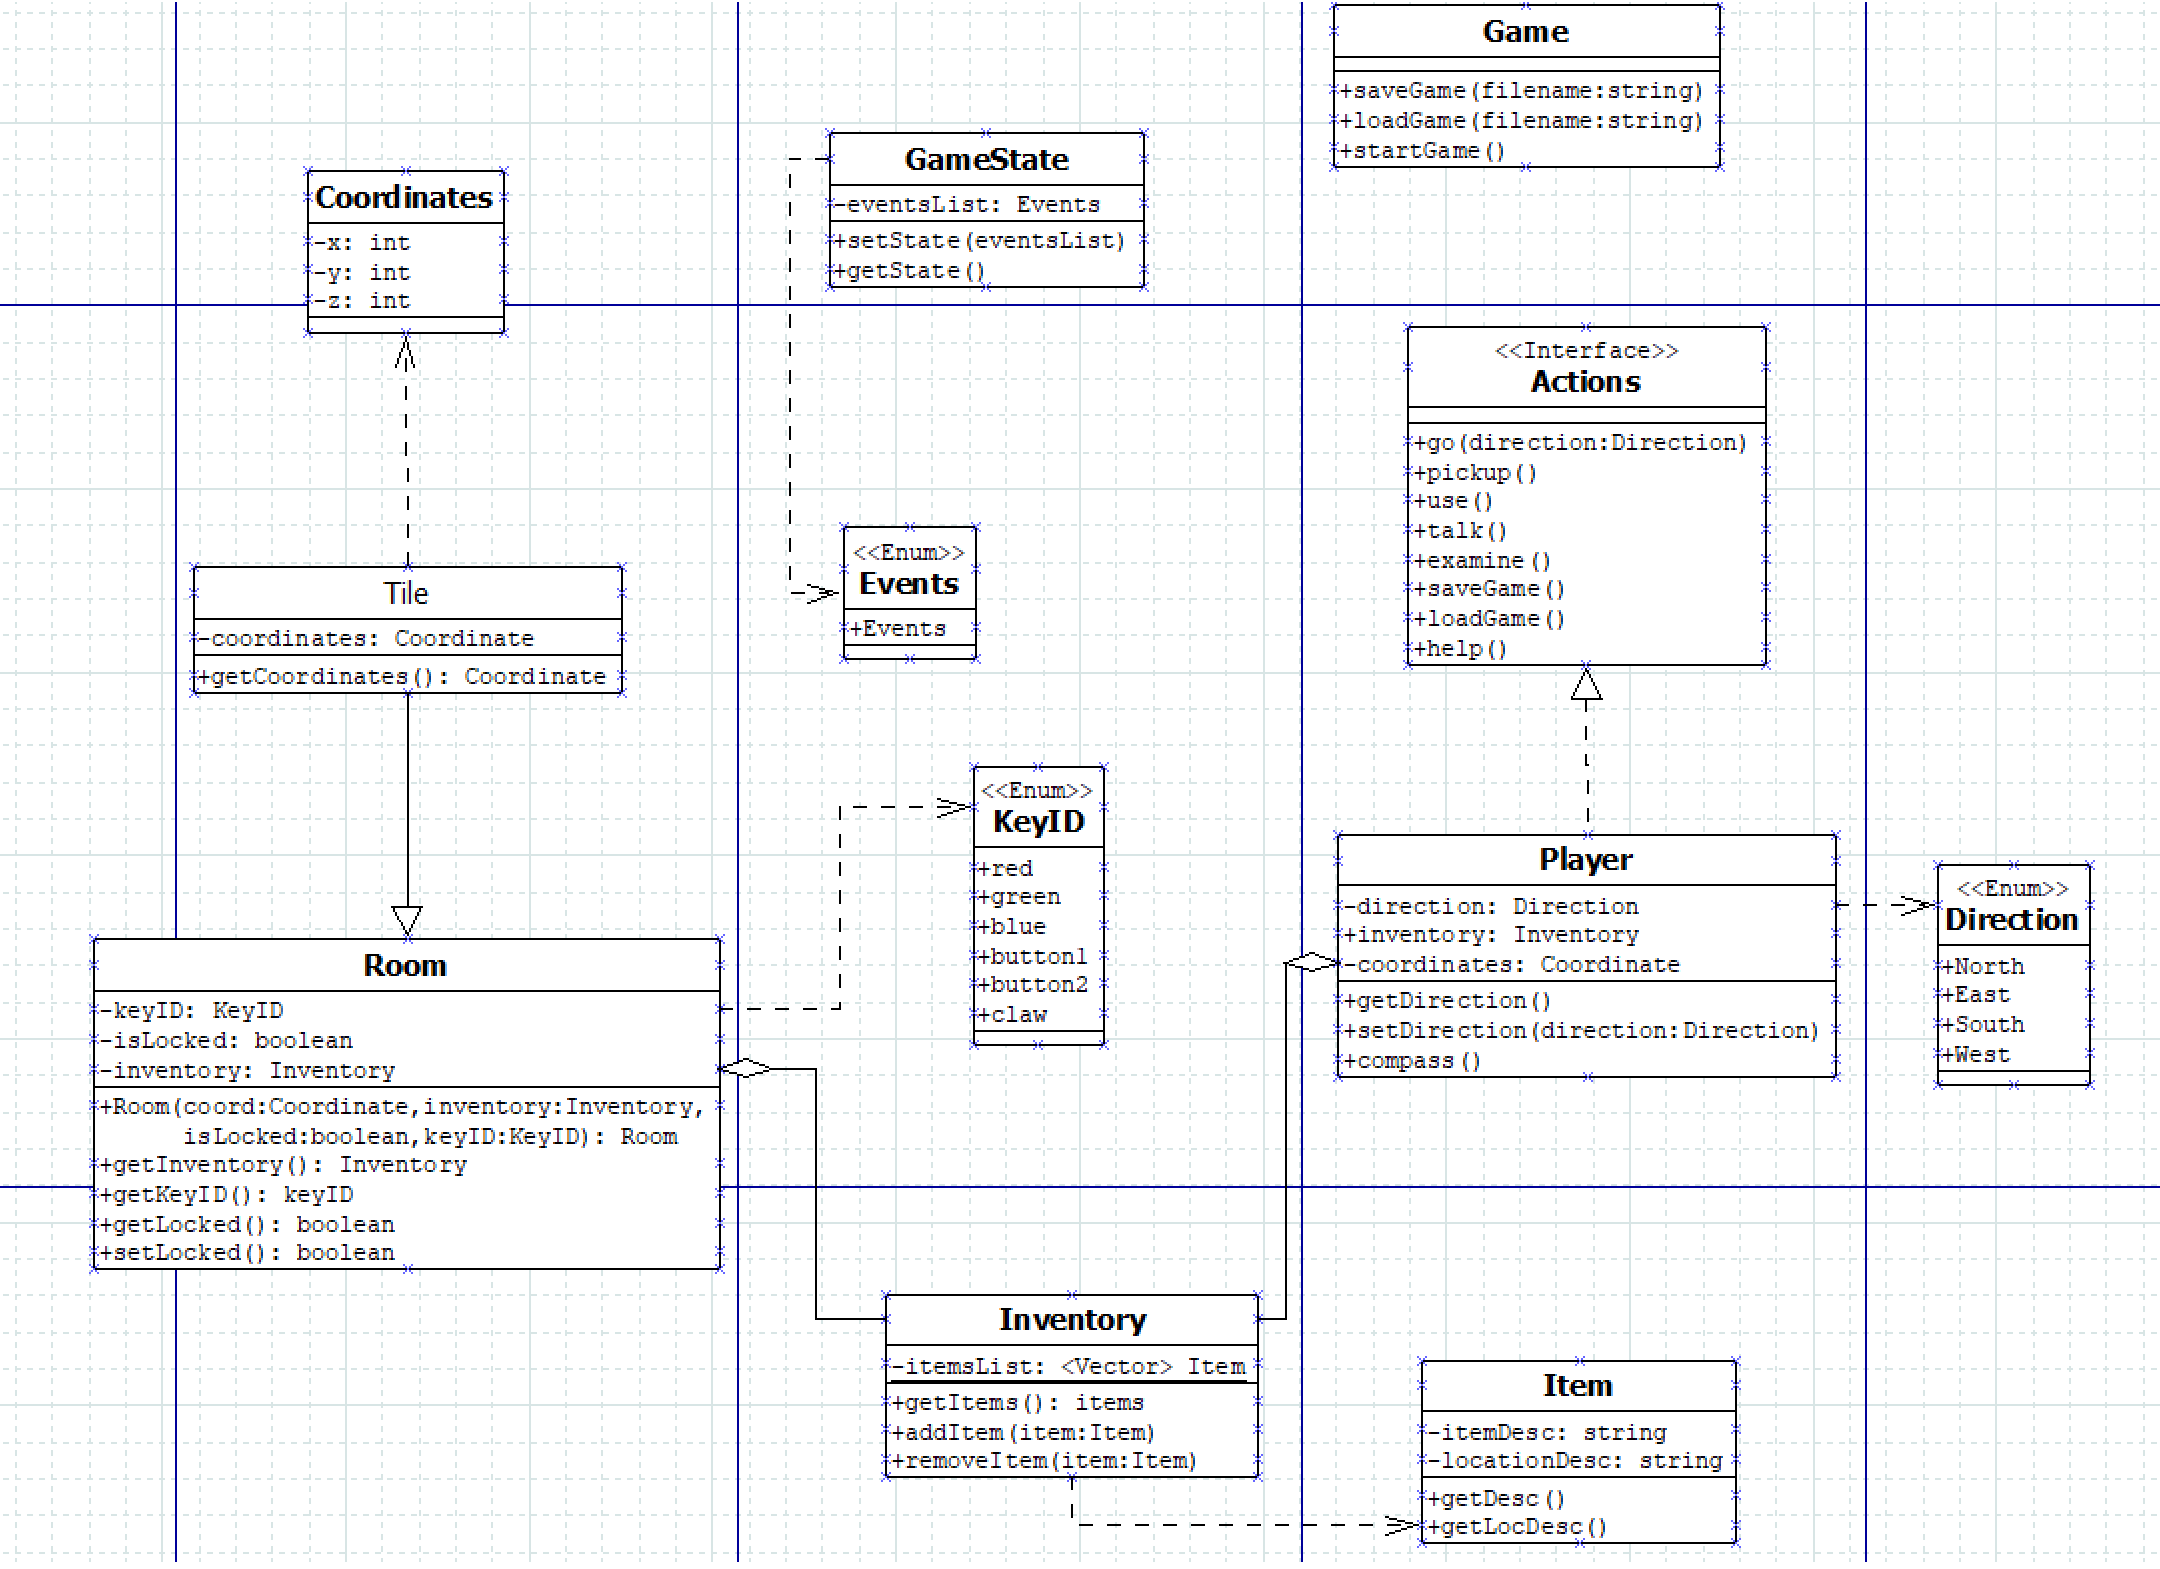 Game
+saveGame(filename:string)
+loadGame(filename:string)
+startGame()
GameState
-eventsList: Events
+setState(eventsList)
+getState()
Coordinates
-x: int
-y: int
-z: int
<<Interface>>
Actions
+go(direction:Direction)
+pickup()
+use()
+talk()
+examine()
+saveGame()
+loadGame()
+help()
<<Enum>>
Events
+Events
Tile
-coordinates: Coordinate
+getCoordinates(): Coordinate
<<Enum>>
KeyID
+red
+green
+blue
+button1
+button2
+claw
Player
-direction: Direction
+inventory: Inventory
-coordinates: Coordinate
+getDirection()
+setDirection(direction:Direction)
+compass()
<<Enum>>
Direction
+North
+East
+South
+West
Room
-keyID: KeyID
-isLocked: boolean
-inventory: Inventory
+Room(coord:Coordinate,inventory:Inventory,
isLocked:boolean,keyID:KeyID): Room
+getInventory(): Inventory
+getKeyID(): keyID
+getLocked(): boolean
+setLocked(): boolean
Inventory
-itemsList: <Vector> Item
+getItems(): items
+addItem(item:Item)
+removeItem(item:Item)
Item
-itemDesc: string
-locationDesc: string
+getDesc()
+getLocDesc()